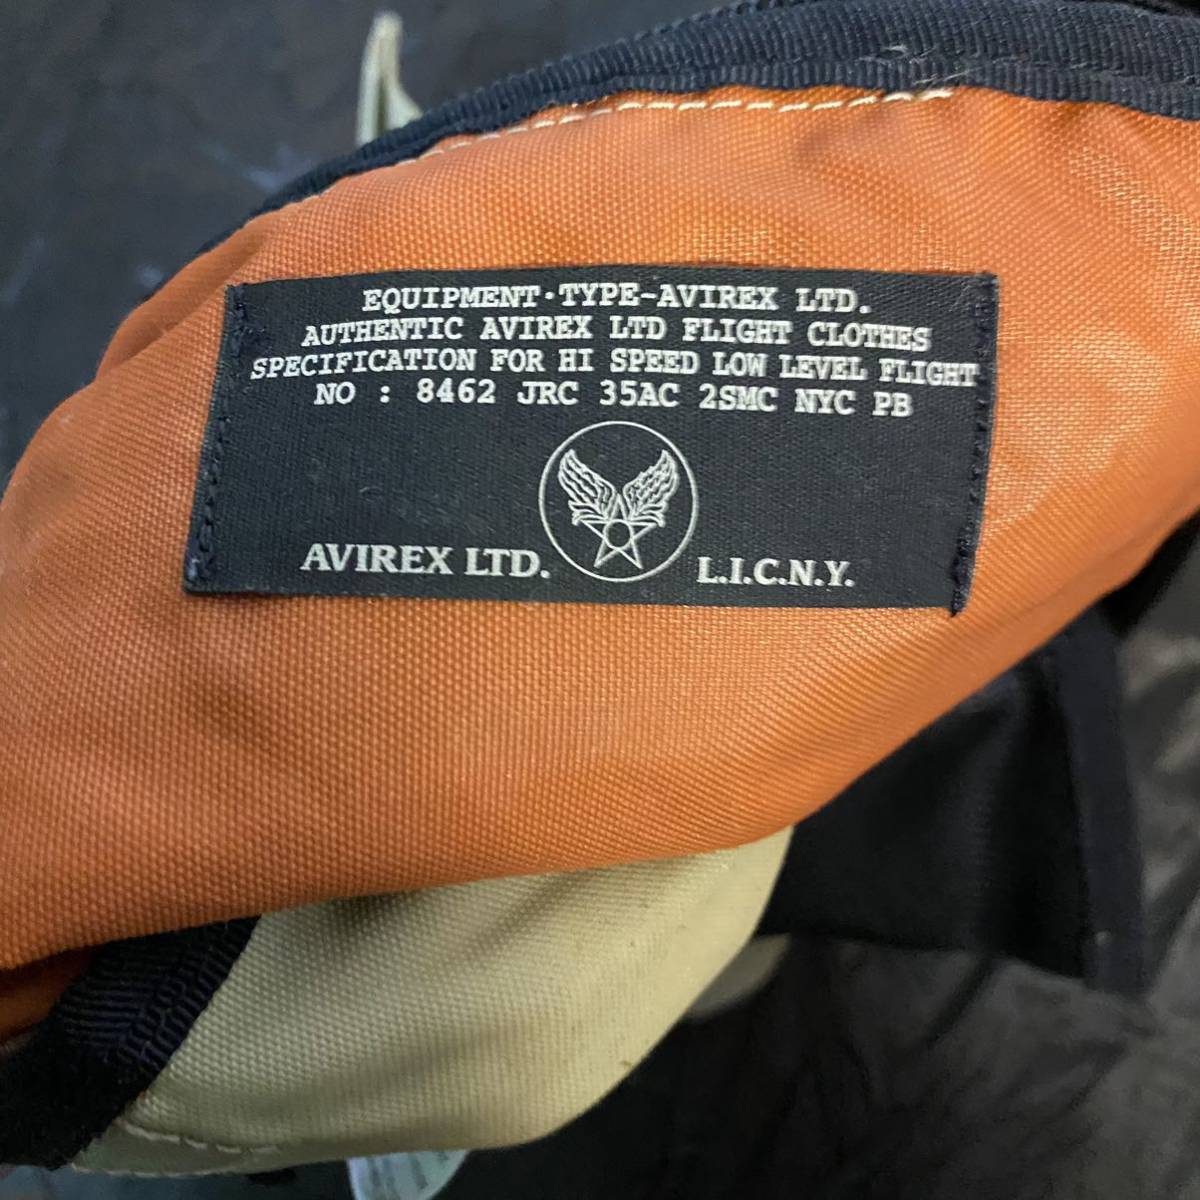 EQUIPMENT·TYPE-AVIREX LTD.
AUTHENTIC AVIREX LTD FLIGHT CLOTHES
SPECIFICATION FOR HI SPEED LOW LEVEL FLIGHT
NO : 8462 JRC 35AC 2SMC NYC PB
AVIREX LTD. L.I.C.N.Y.